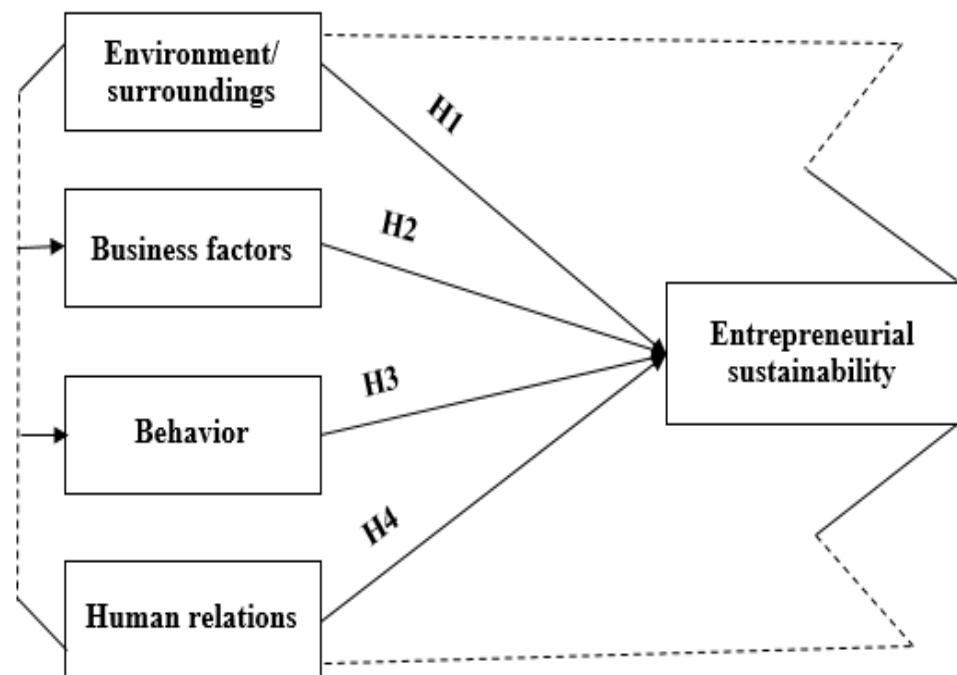 Environment/
surroundings
H1
Business factors
H2
Entrepreneurial
sustainability
H3
Behavior
H4
Human relations